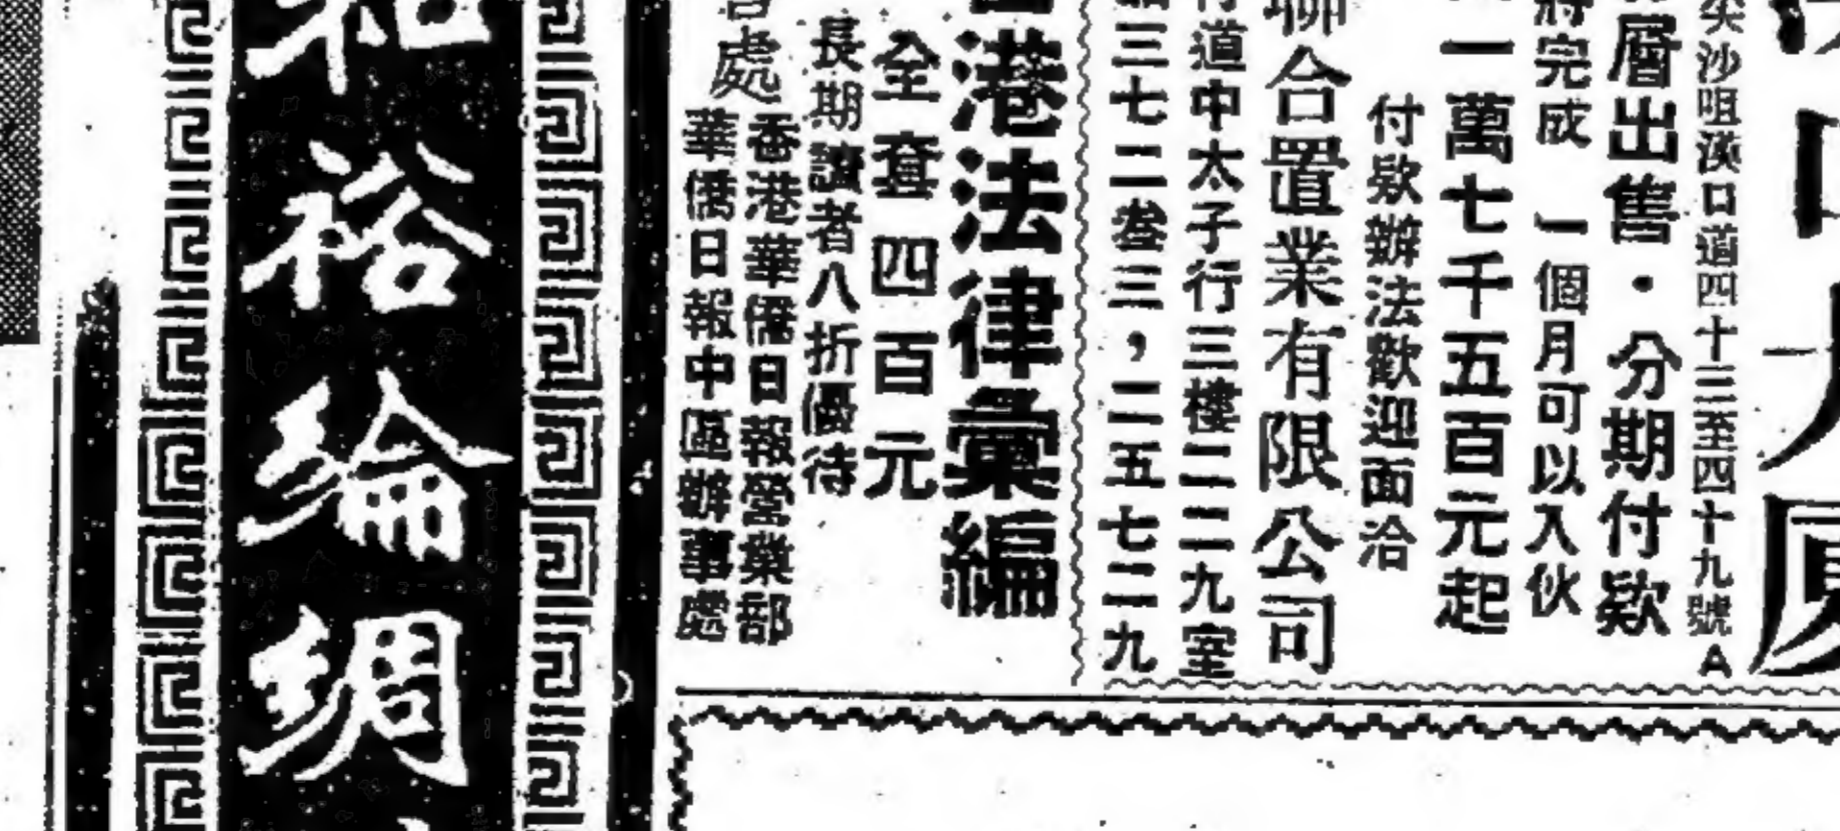 大厦
尖沙咀漢口道四十三至四十九號A
層出售・分期付欵
將完成 一個月可以入伙
一萬七千五百元起
付欵辦法歡迎面洽
聯合置業有限公司
道中太子行三樓二二九室
三七二叁三，二五七二九
港法律彙編
全套四百元
長期讀者八折優待
處
香港華僑日報營業部
華僑日報中區辦事處
裕綸綢